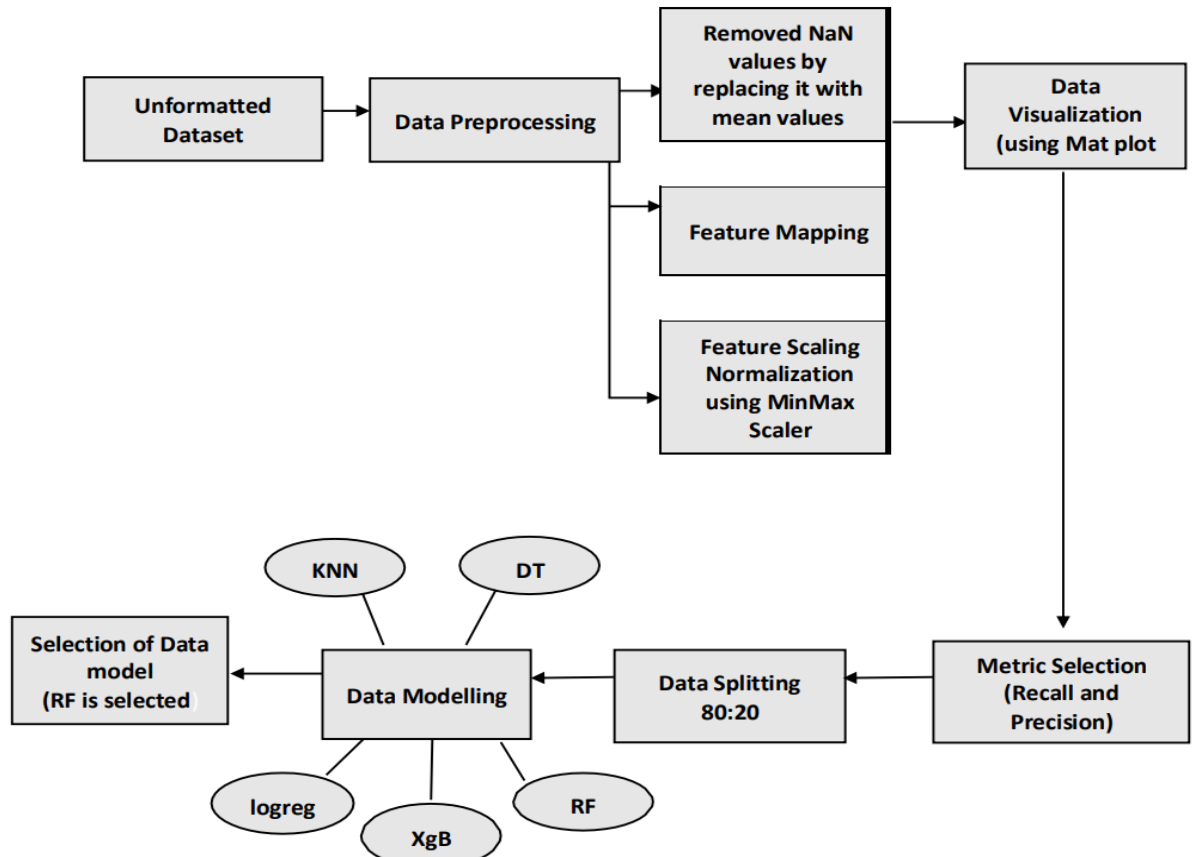 Unformatted
Dataset
Data Preprocessing
Removed NaN
values by
replacing it with
mean values
Feature Mapping
Feature Scaling
Normalization
using MinMax
Scaler
Data
Visualization
(using Mat plot
Metric Selection
(Recall and
Precision)
Data Splitting
80:20
Data Modelling
KNN
DT
logreg
XgB
RF
Selection of Data
model
(RF is selected)